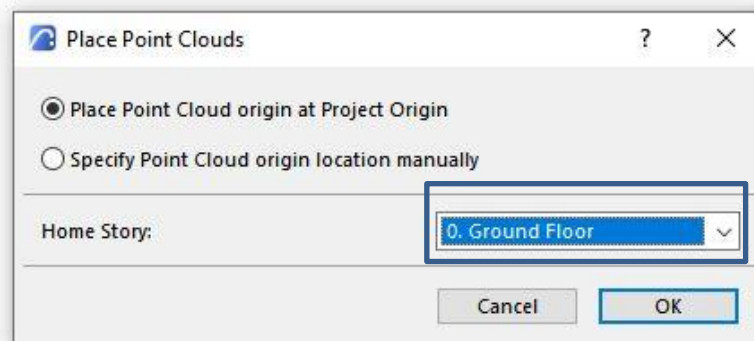 Place Point Clouds
?
Place Point Cloud origin at Project Origin
Specify Point Cloud origin location manually
Home Story:
0. Ground Floor
Cancel
OK